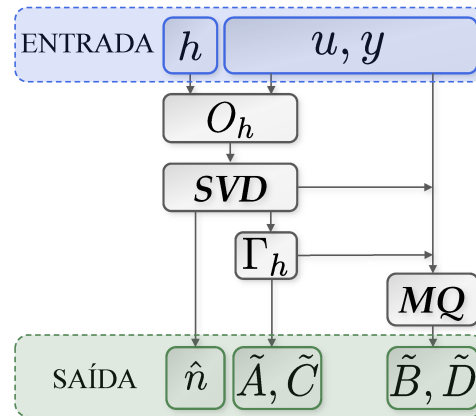 ENTRADA h u, y
O_h
SVD
Γ_h
MQ
SAÍDA n̂ Ã, C̃ B̃, D̃